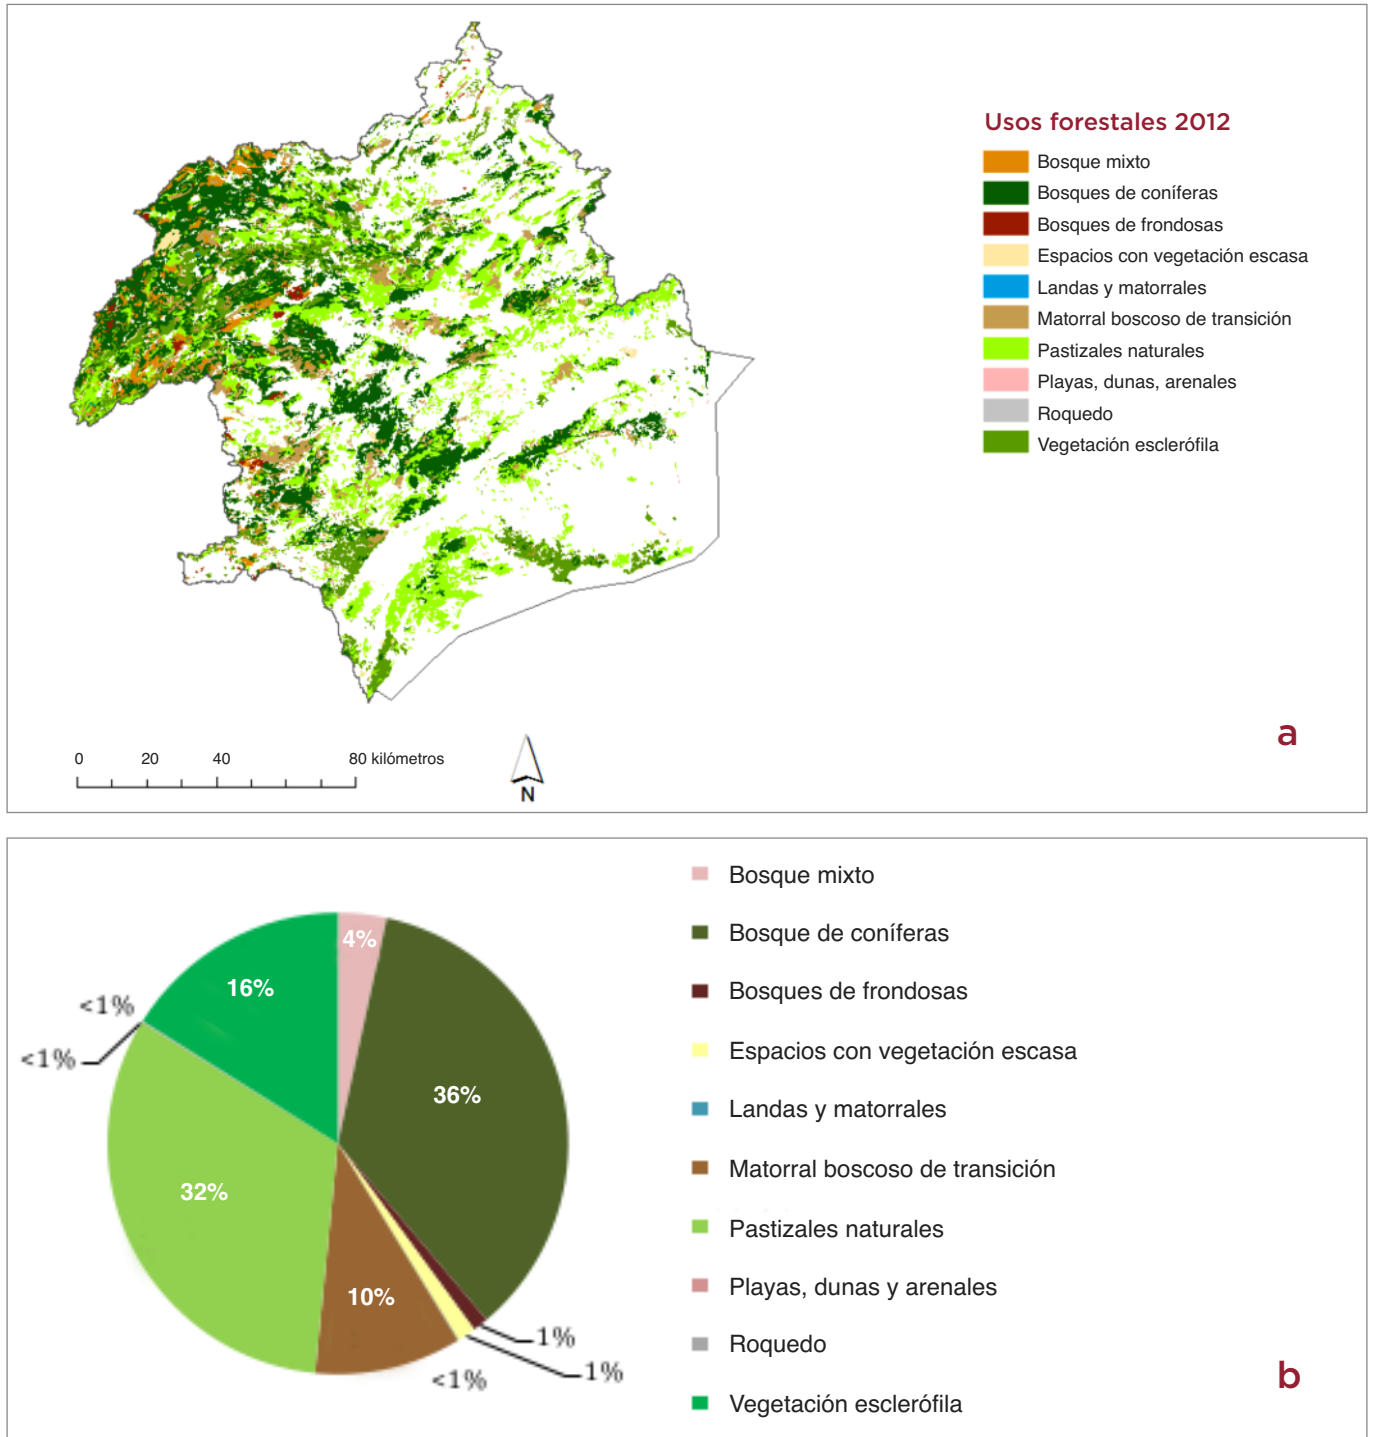 Usos forestales 2012
Bosque mixto
Bosques de coníferas
Bosques de frondosas
Espacios con vegetación escasa
Landas y matorrales
Matorral boscoso de transición
Pastizales naturales
Playas, dunas, arenales
Roquedo
Vegetación esclerófila
a
0 20 40 80 kilómetros
N
Bosque mixto
Bosque de coníferas
Bosques de frondosas
Espacios con vegetación escasa
Landas y matorrales
Matorral boscoso de transición
Pastizales naturales
Playas, dunas y arenales
Roquedo
Vegetación esclerófila
4%
16%
<1%
<1%
36%
32%
10%
1%
1%
<1%
b